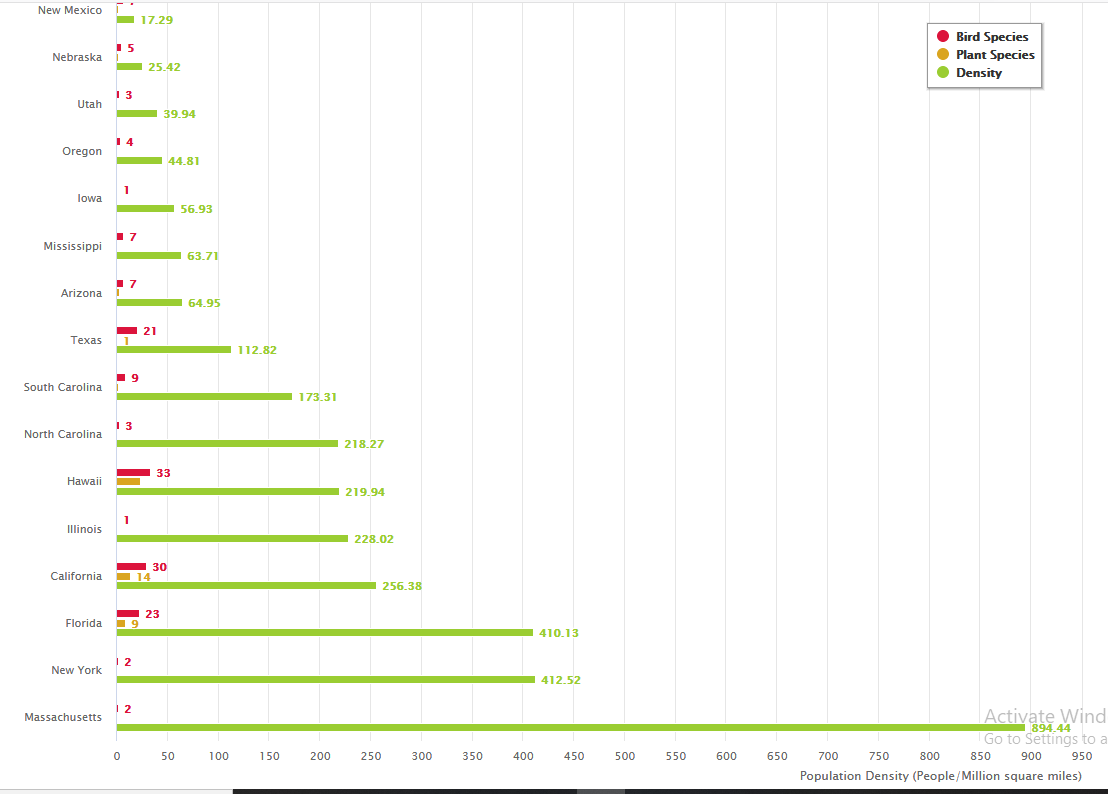 New Mexico
17.29
Nebraska
5
25.42
Utah
3
39.94
Oregon
4
44.81
Iowa
1
56.93
Mississippi
7
63.71
Arizona
7
64.95
Texas
21
1
112.82
South Carolina
9
173.31
North Carolina
3
218.27
Hawaii
33
219.94
Illinois
1
228.02
California
30
14
256.38
Florida
23
9
410.13
New York
2
412.52
Massachusetts
2
894.44
Bird Species
Plant Species
Density
0 50 100 150 200 250 300 350 400 450 500 550 600 650 700 750 800 850 900 950
Population Density (People/Million square miles)
Activate Wind
Go to Settings to a